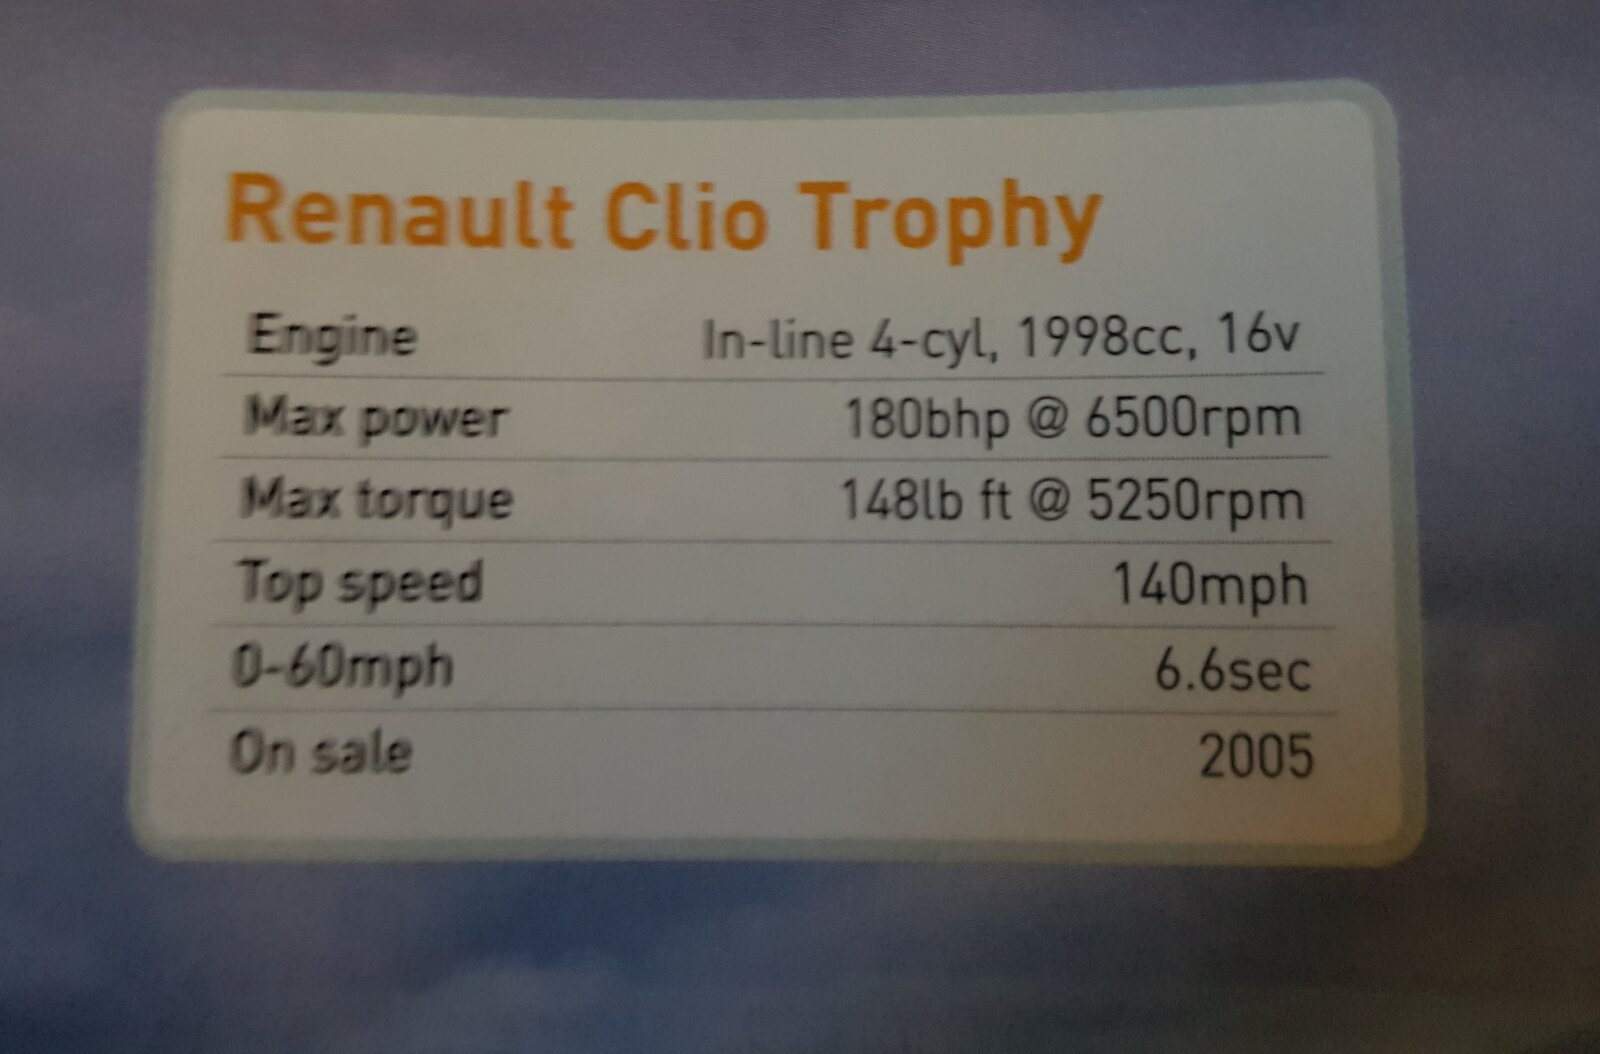 Renault Clio Trophy
Engine In-line 4-cyl, 1998cc, 16v
Max power 180bhp @ 6500rpm
Max torque 148lb ft @ 5250rpm
Top speed 140mph
0-60mph 6.6sec
On sale 2005